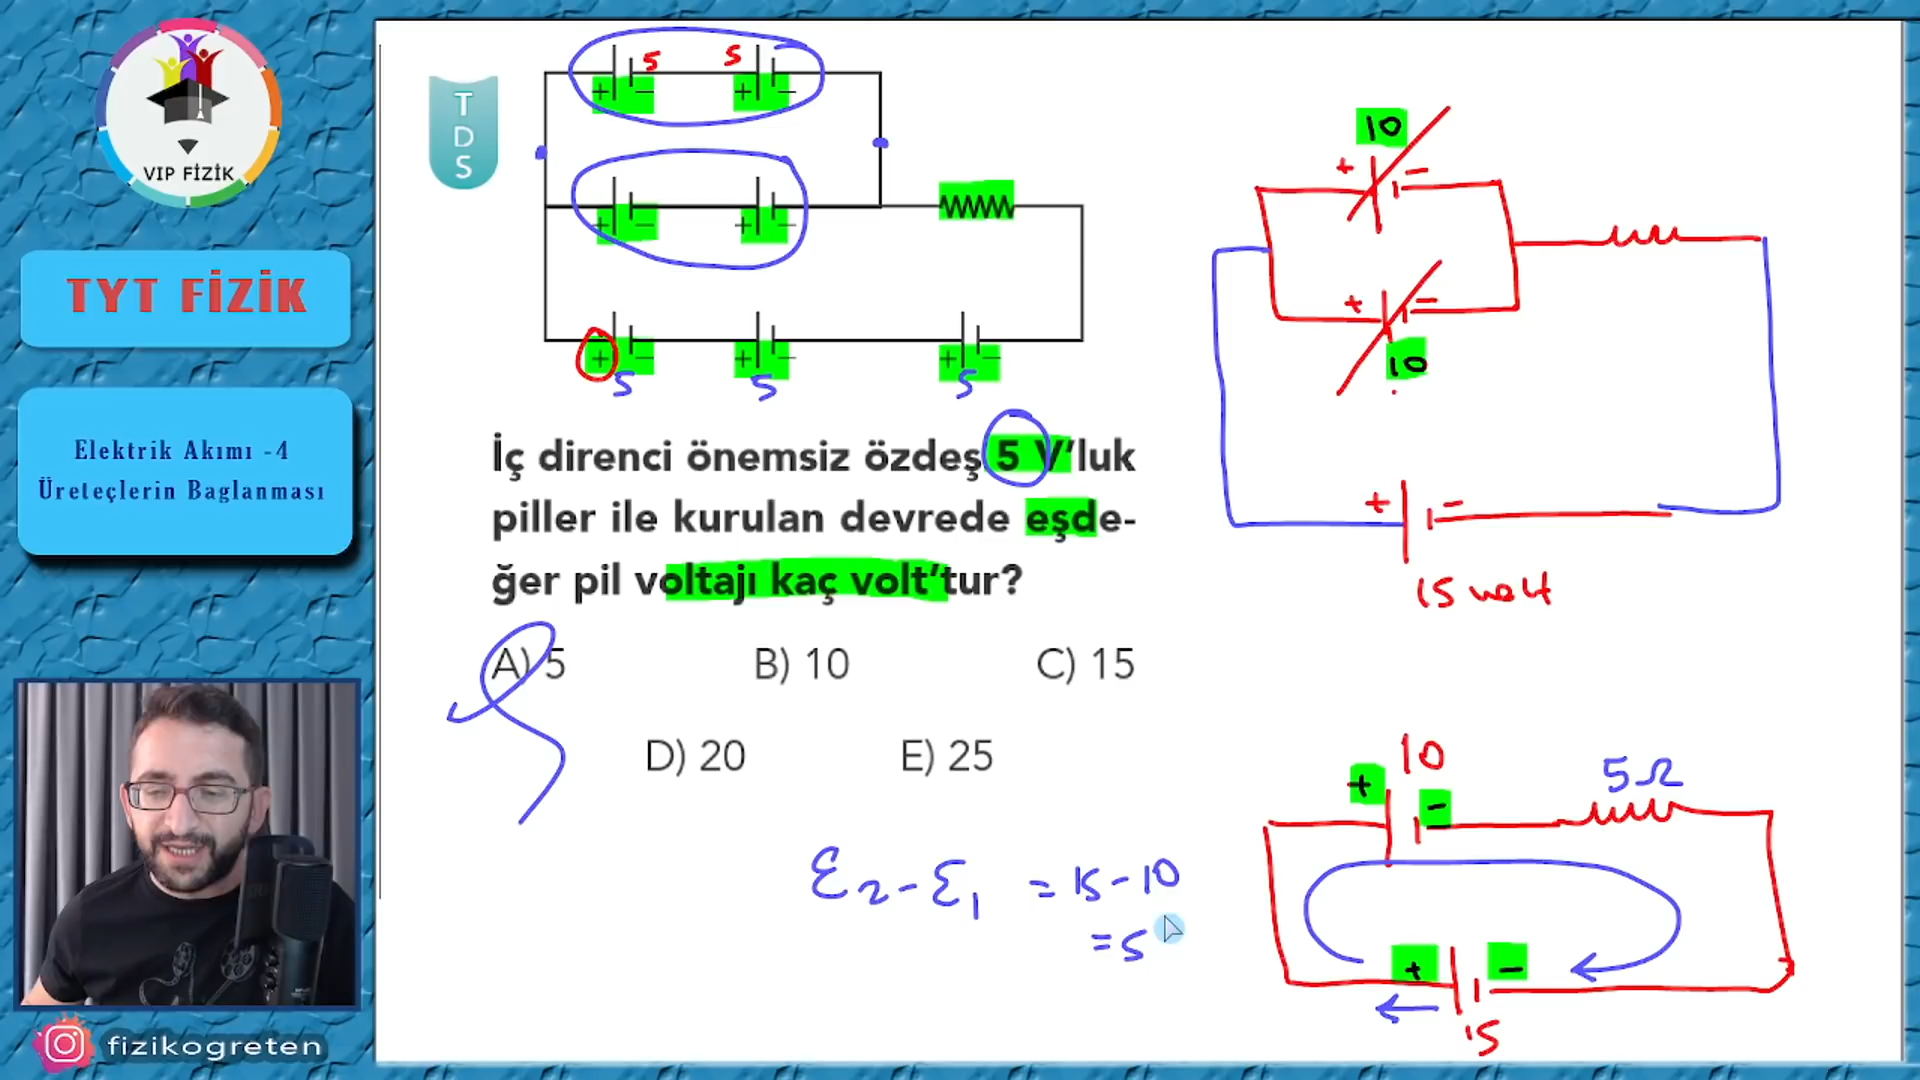 VIP FİZİK
TYT FİZİK
Elektrik Akımı -4
Üreteçlerin Baglanması
fizikogreten
T
D
S
5 5
+ - + -
+ - + -
+ - + - + -
5 5 5
İç direnci önemsiz özdeş 5 V'luk
piller ile kurulan devrede eşde-
ğer pil voltajı kaç volt'tur?
A) 5 B) 10 C) 15
D) 20 E) 25
ε2 - ε1 = 15 - 10
= 5
10
+ -
+ -
10
+ -
15 volt
10
+ - 5Ω
+ -
15